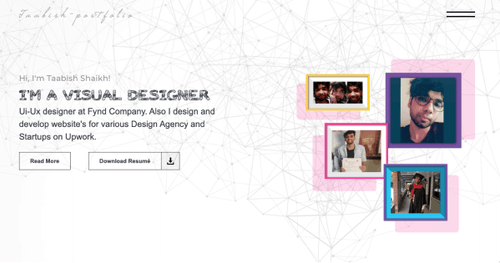 Taabish-portfolio
Hi, I'm Taabish Shaikh!
I'M A VISUAL DESIGNER
Ui-Ux designer at Fynd Company. Also I design and
develop website's for various Design Agency and
Startups on Upwork.
Read More
Download Resumé